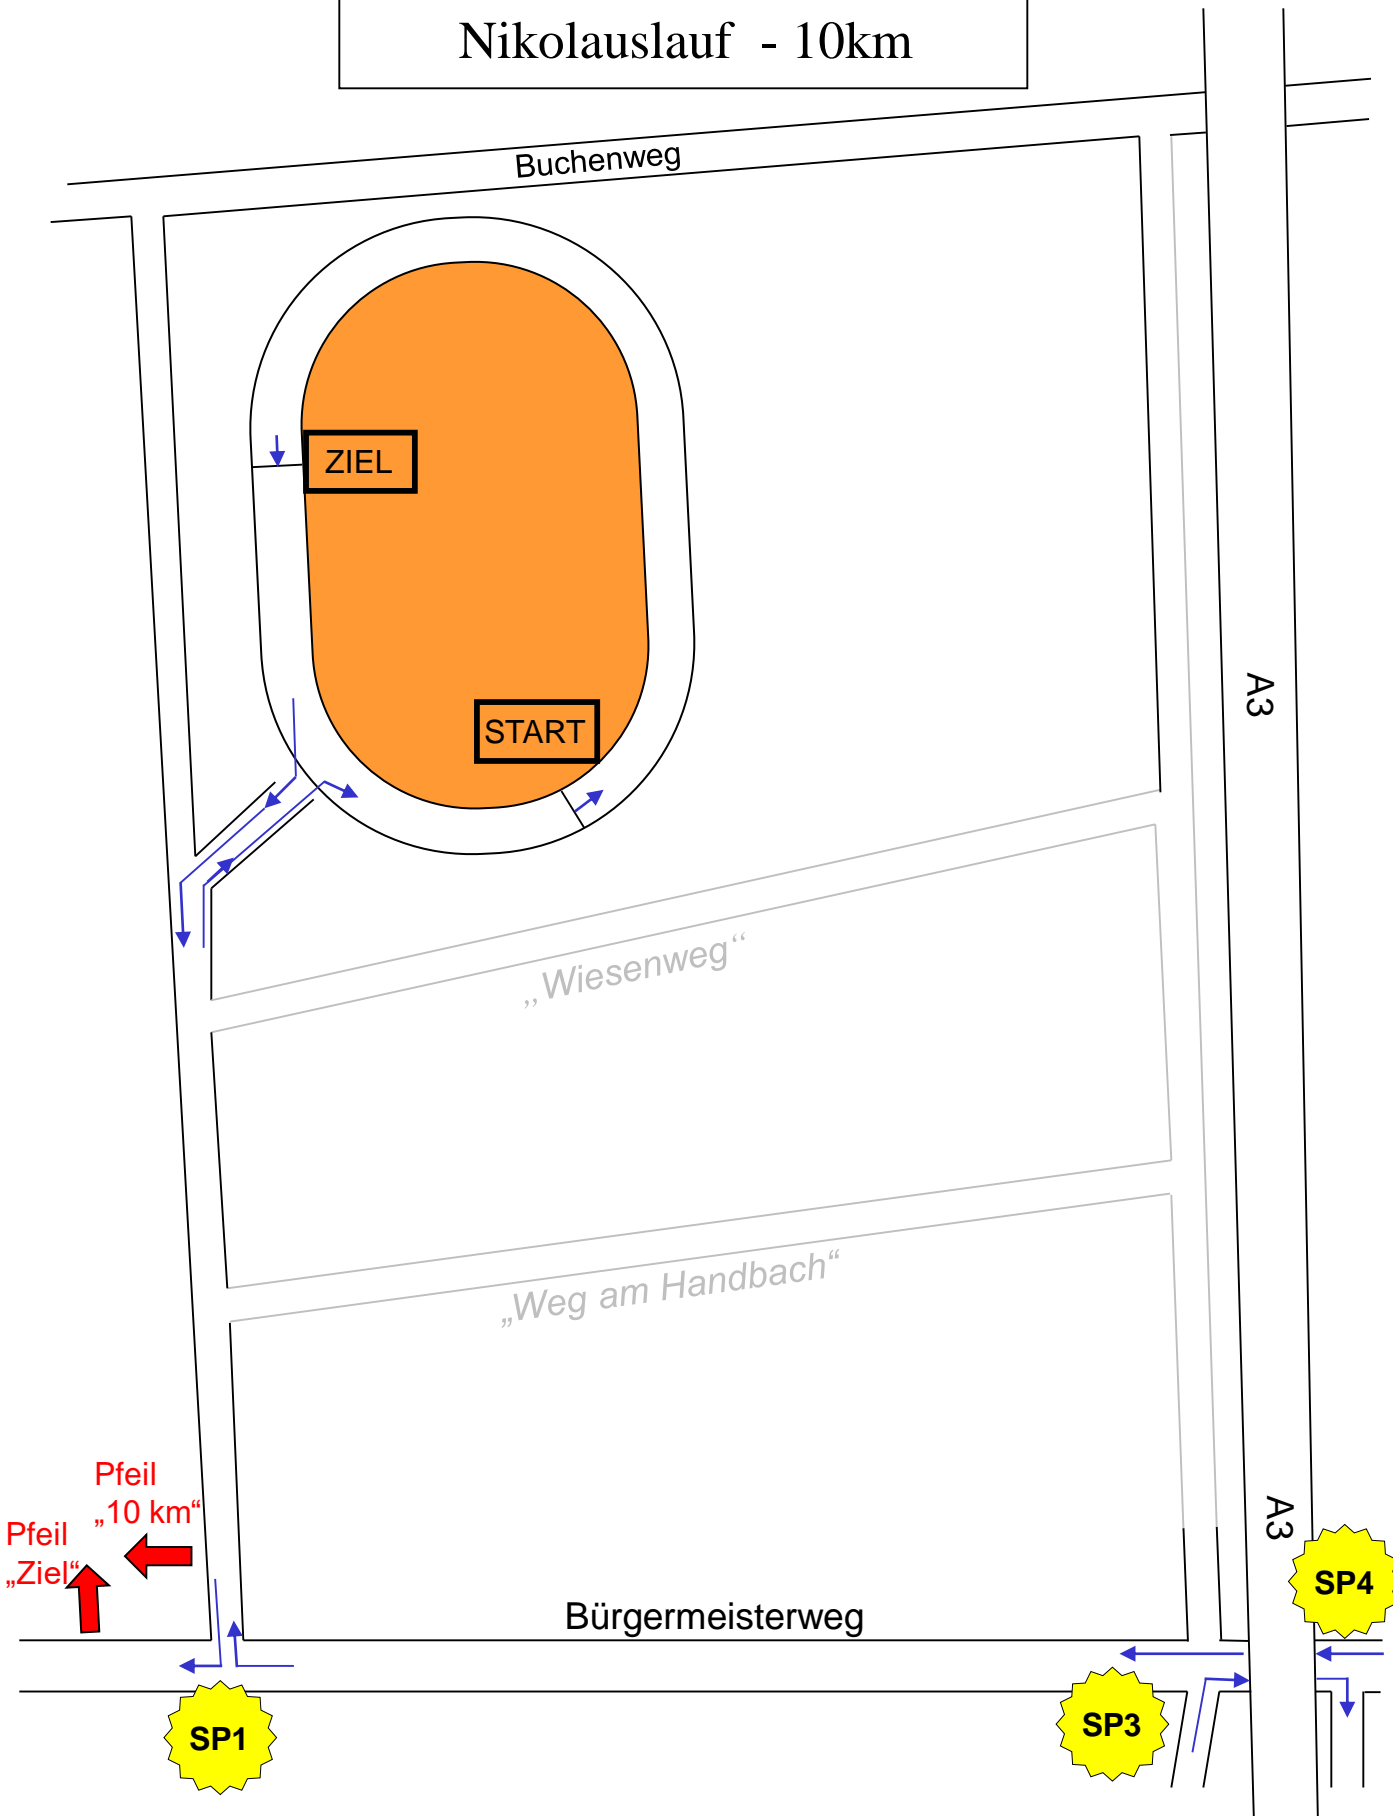 Nikolauslauf - 10km
Buchenweg
ZIEL
START
A3
„Wiesenweg“
„Weg am Handbach“
Pfeil
„10 km“
Pfeil
„Ziel“
A3
SP4
Bürgermeisterweg
SP1
SP3